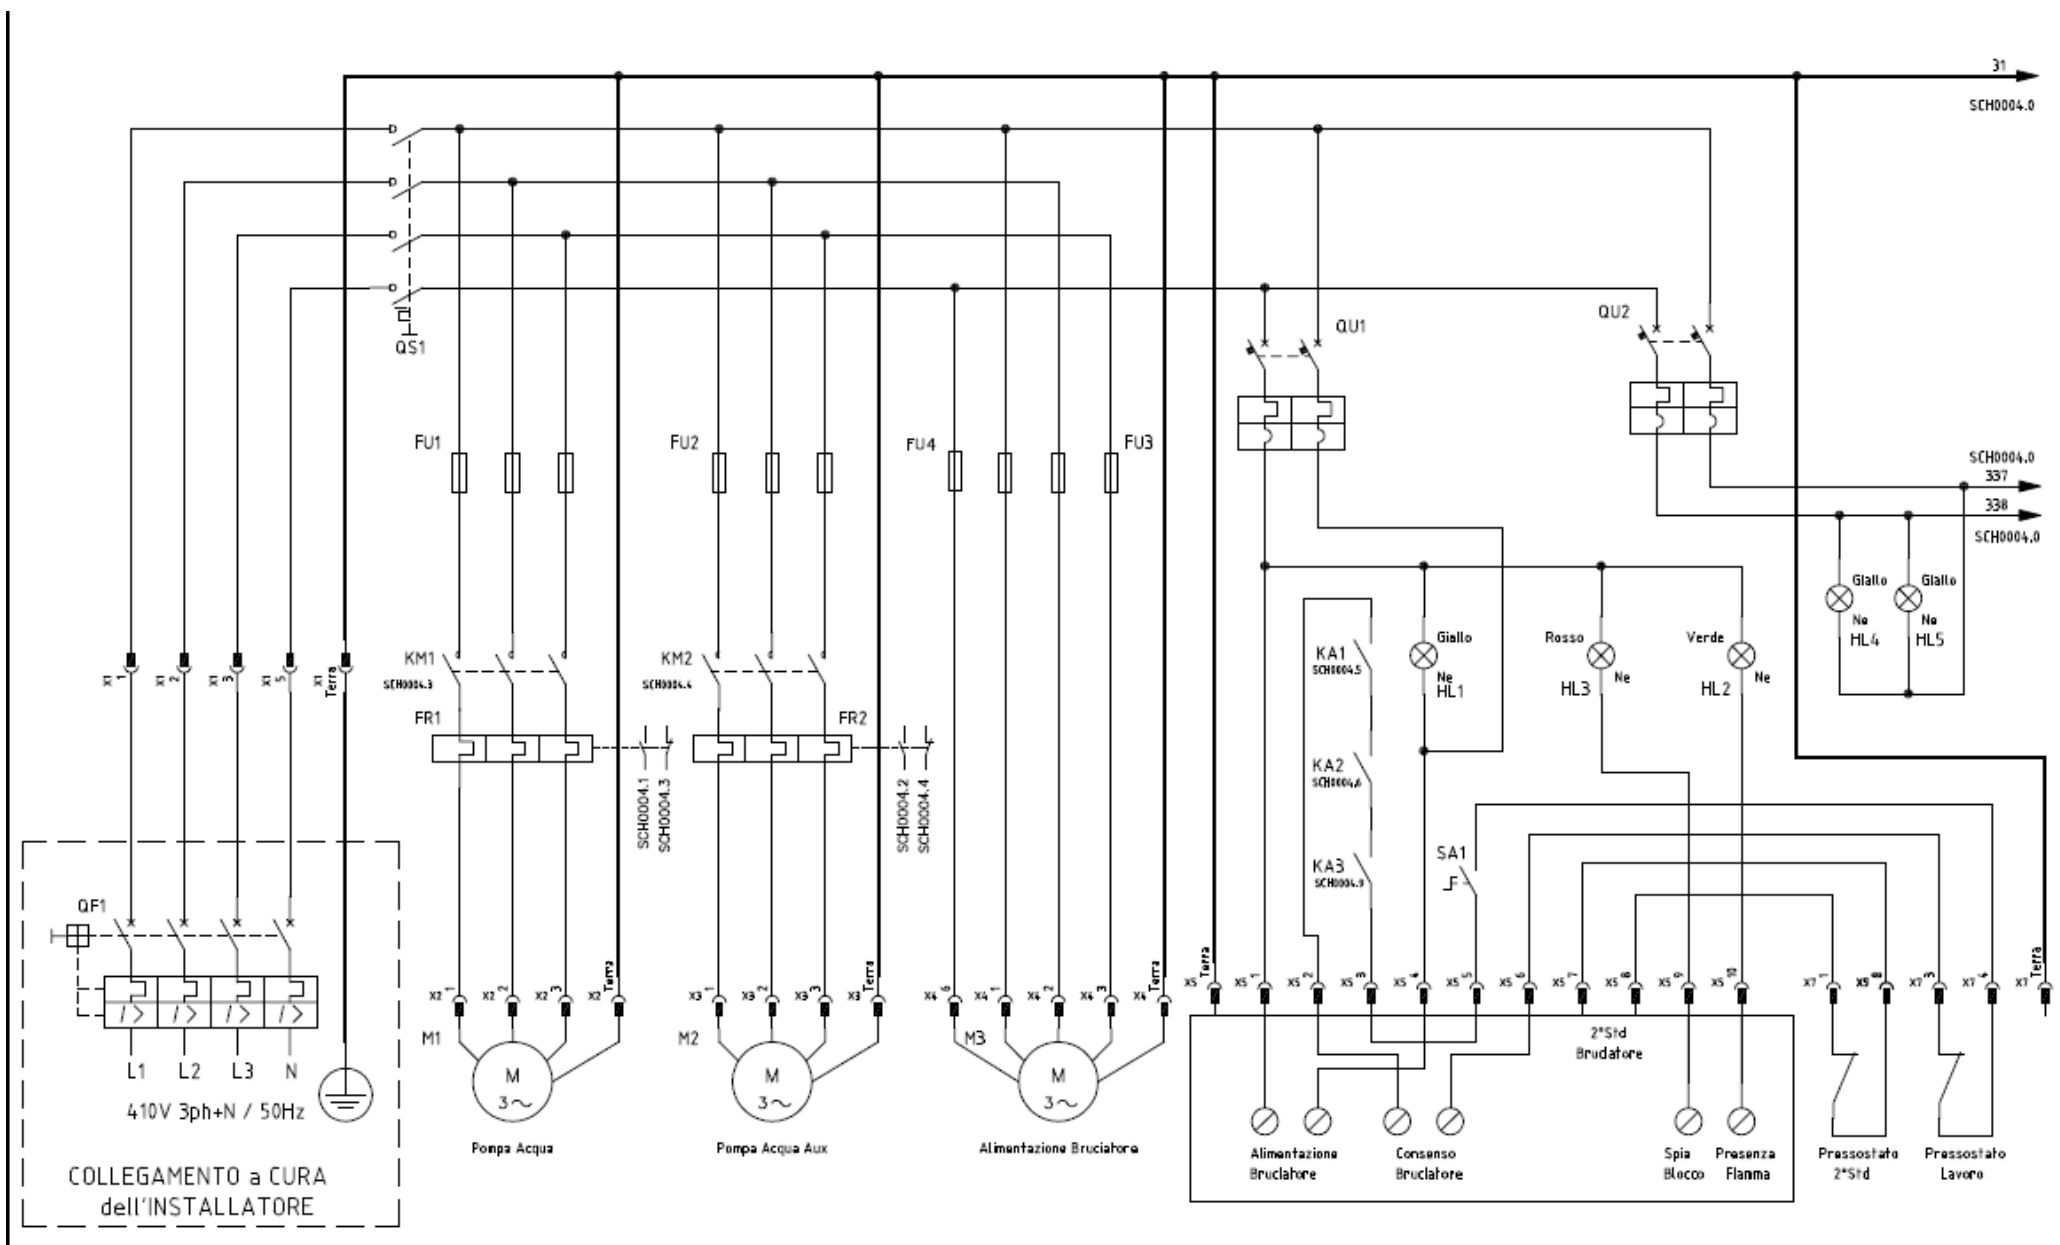 31
SCH0004.0
QS1
QU1
QU2
FU1
FU2
FU4
FU3
SCH0004.0
337
338
SCH0004.0
Giallo
Ne
HL4
Giallo
Ne
HL5
X1 1
X1 2
X1 3
X1 5
X1 Terra
KM1
SCH0004.3
FR1
KM2
SCH0004.4
FR2
SCH0004.1
SCH0004.3
SCH0004.2
SCH0004.4
KA1
SCH0004.5
Giallo
Ne
HL1
Rosso
Ne
HL3
Verde
Ne
HL2
KA2
SCH0004.6
KA3
SCH0004.9
SA1
QF1
L1 L2 L3 N
410V 3ph+N / 50Hz
COLLEGAMENTO a CURA
dell'INSTALLATORE
X2 1
X2 2
X2 3
X2 Terra
M1
M
3~
Pompa Acqua
X3 1
X3 2
X3 3
X3 Terra
M2
M
3~
Pompa Acqua Aux
X4 6
X4 1
X4 2
X4 3
X4 Terra
M3
M
3~
Alimentazione Bruciatore
X5 Terra
X5 1
X5 2
X5 3
X5 4
X5 5
X5 6
X5 7
X5 8
X5 9
X5 10
2°Std
Bruciatore
Alimentazione
Bruciatore
Consenso
Bruciatore
Spia
Blocco
Presenza
Fiamma
X7 1
8
X7 3
X7 4
X7 Terra
Pressostato
2°Std
Pressostato
Lavoro